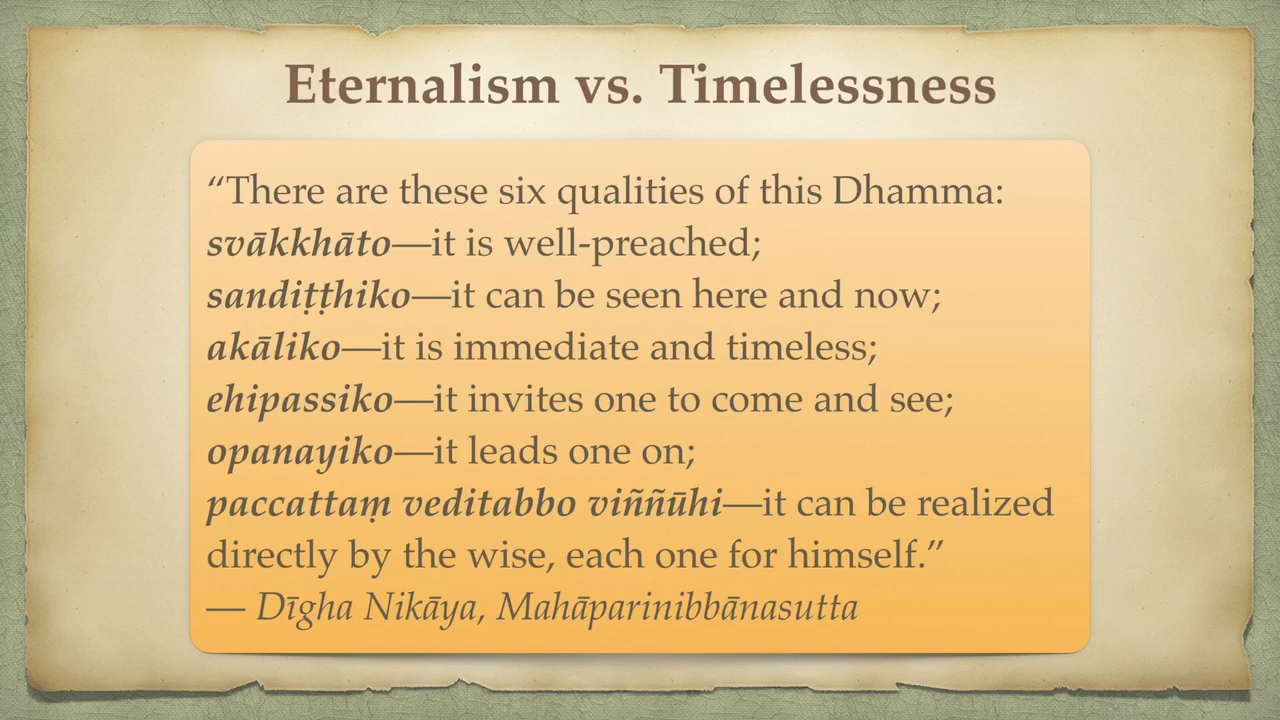 Eternalism vs. Timelessness
“There are these six qualities of this Dhamma:
svākkhāto—it is well-preached;
sandiṭṭhiko—it can be seen here and now;
akāliko—it is immediate and timeless;
ehipassiko—it invites one to come and see;
opanayiko—it leads one on;
paccattaṃ veditabbo viññūhi—it can be realized
directly by the wise, each one for himself.”
— Dīgha Nikāya, Mahāparinibbānasutta